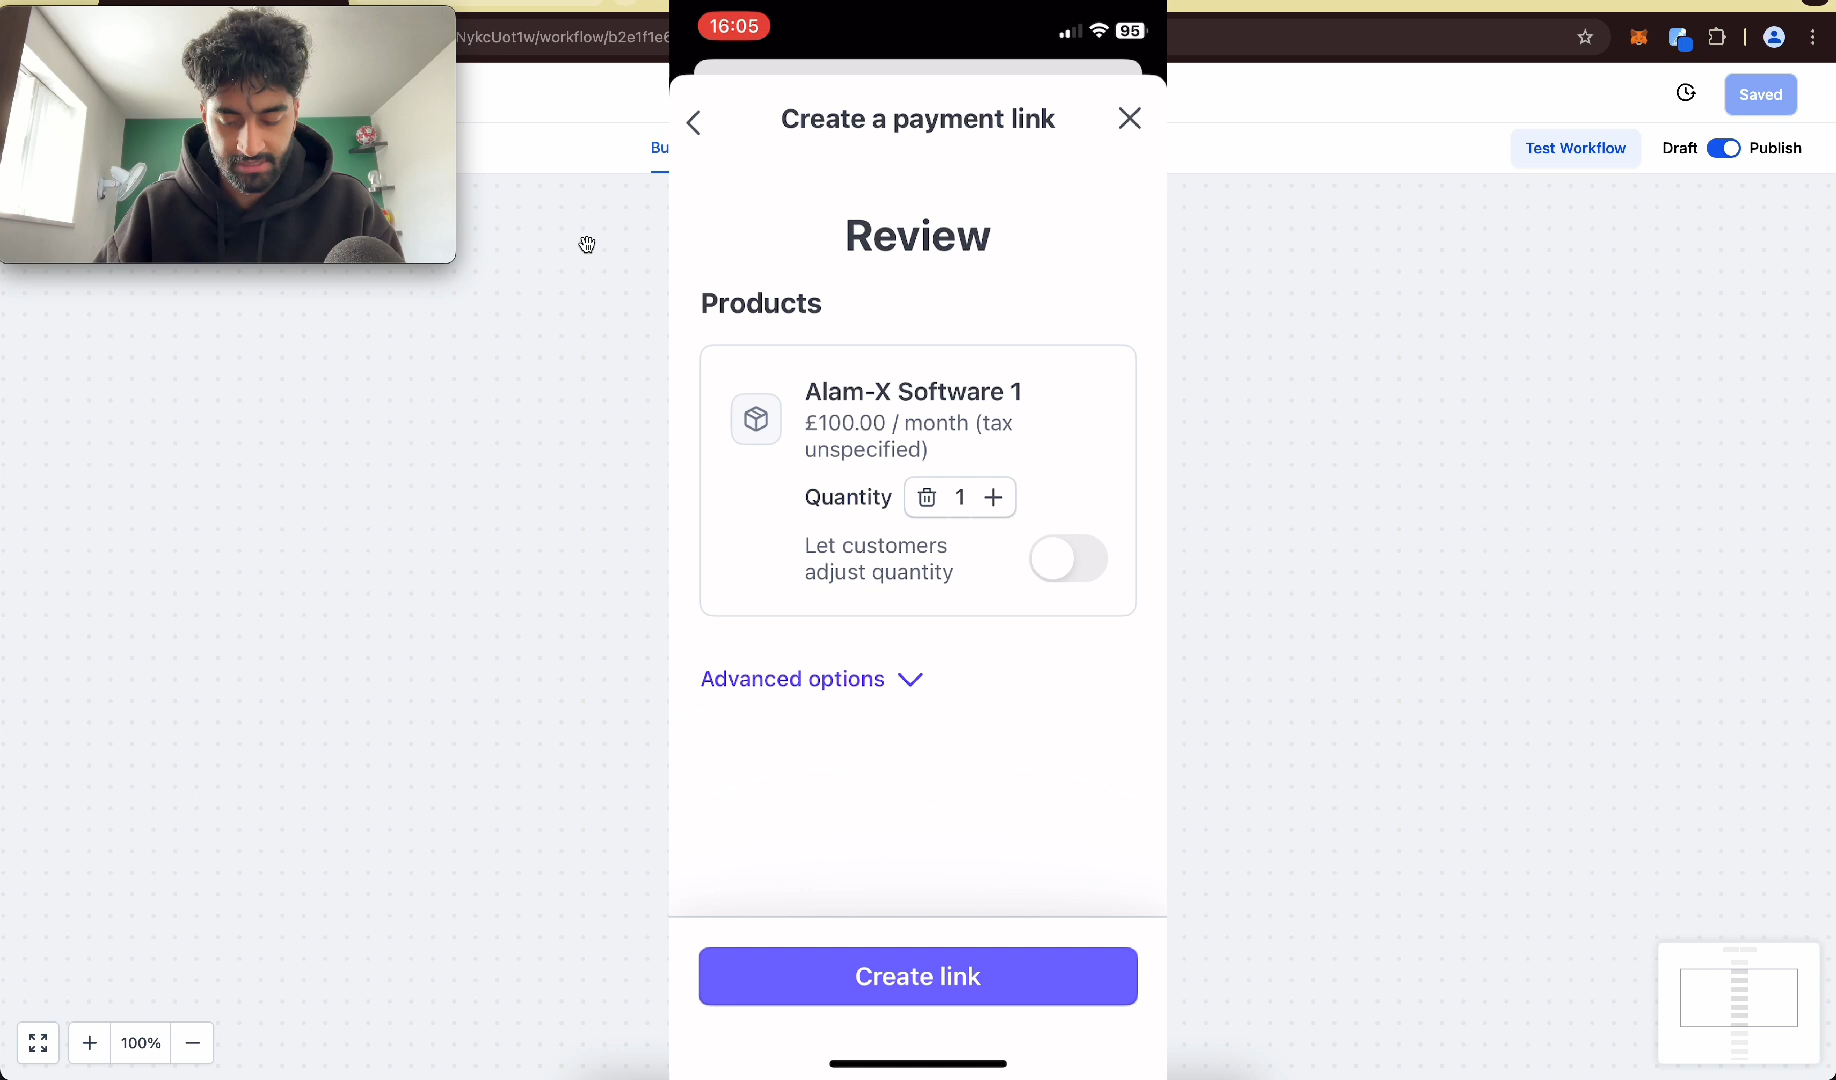 NykcUot1w/workflow/b2e1f1e6
16:05
95
Saved
Bu
Test Workflow
Draft
Publish
Create a payment link
Review
Products
Alam-X Software 1
£100.00 / month (tax
unspecified)
Quantity
1
Let customers
adjust quantity
Advanced options
Create link
100%